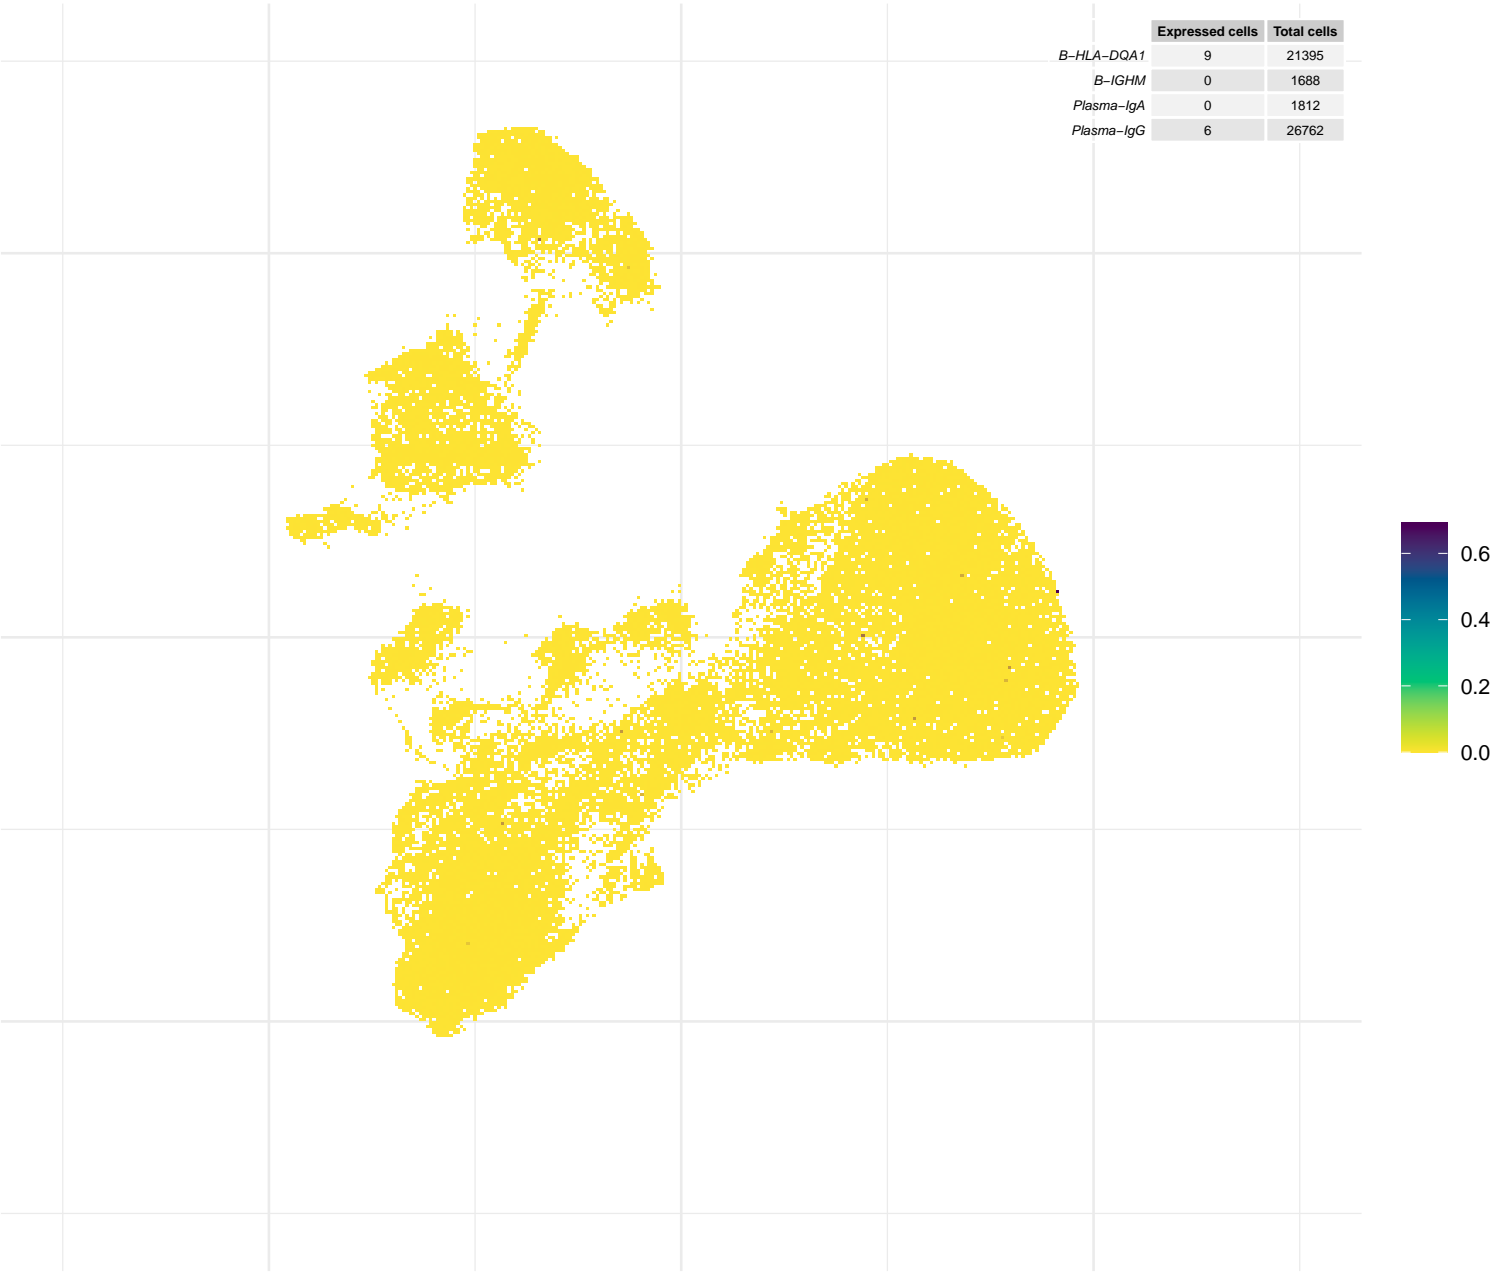 Expressed cells Total cells
B−HLA−DQA1 9 21395
B−IGHM 0 1688
Plasma−IgA 0 1812
Plasma−IgG 6 26762
0.6
0.4
0.2
0.0